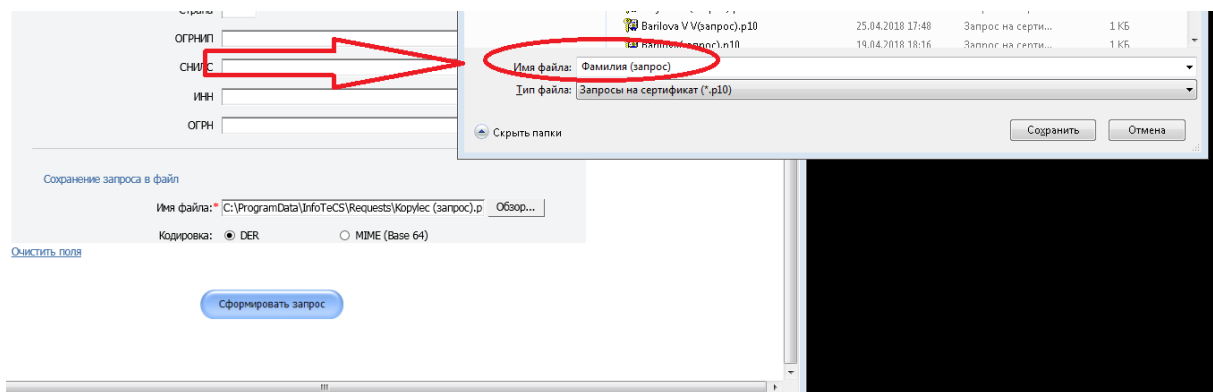 Страна
ОГРНИП
СНИЛС
ИНН
ОГРН
Сохранение запроса в файл
Имя файла:* C:\ProgramData\InfoTeCS\Requests\Kopylec (запрос).p Обзор...
Кодировка: DER MIME (Base 64)
Очистить поля
Сформировать запрос
Barilova V V(запрос).p10 25.04.2018 17:48 Запрос на серти... 1 КБ
19.04.2018 18:16 Запрос на серти... 1 КБ
Имя файла: Фамилия (запрос)
Тип файла: Запросы на сертификат (*.p10)
Скрыть папки Сохранить Отмена